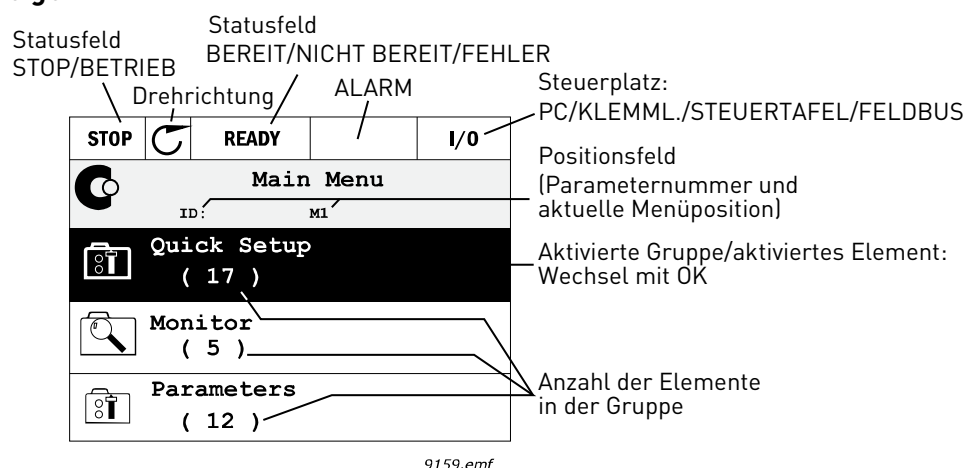 Statusfeld
STOP/BETRIEB
Statusfeld
BEREIT/NICHT BEREIT/FEHLER
Drehrichtung
ALARM
Steuerplatz:
PC/KLEMML./STEUERTAFEL/FELDBUS
STOP
READY
I/O
Main Menu
ID:
M1
Positionsfeld
(Parameternummer und
aktuelle Menüposition)
Quick Setup
( 17 )
Aktivierte Gruppe/aktiviertes Element:
Wechsel mit OK
Monitor
( 5 )
Parameters
( 12 )
Anzahl der Elemente
in der Gruppe
9159.emf